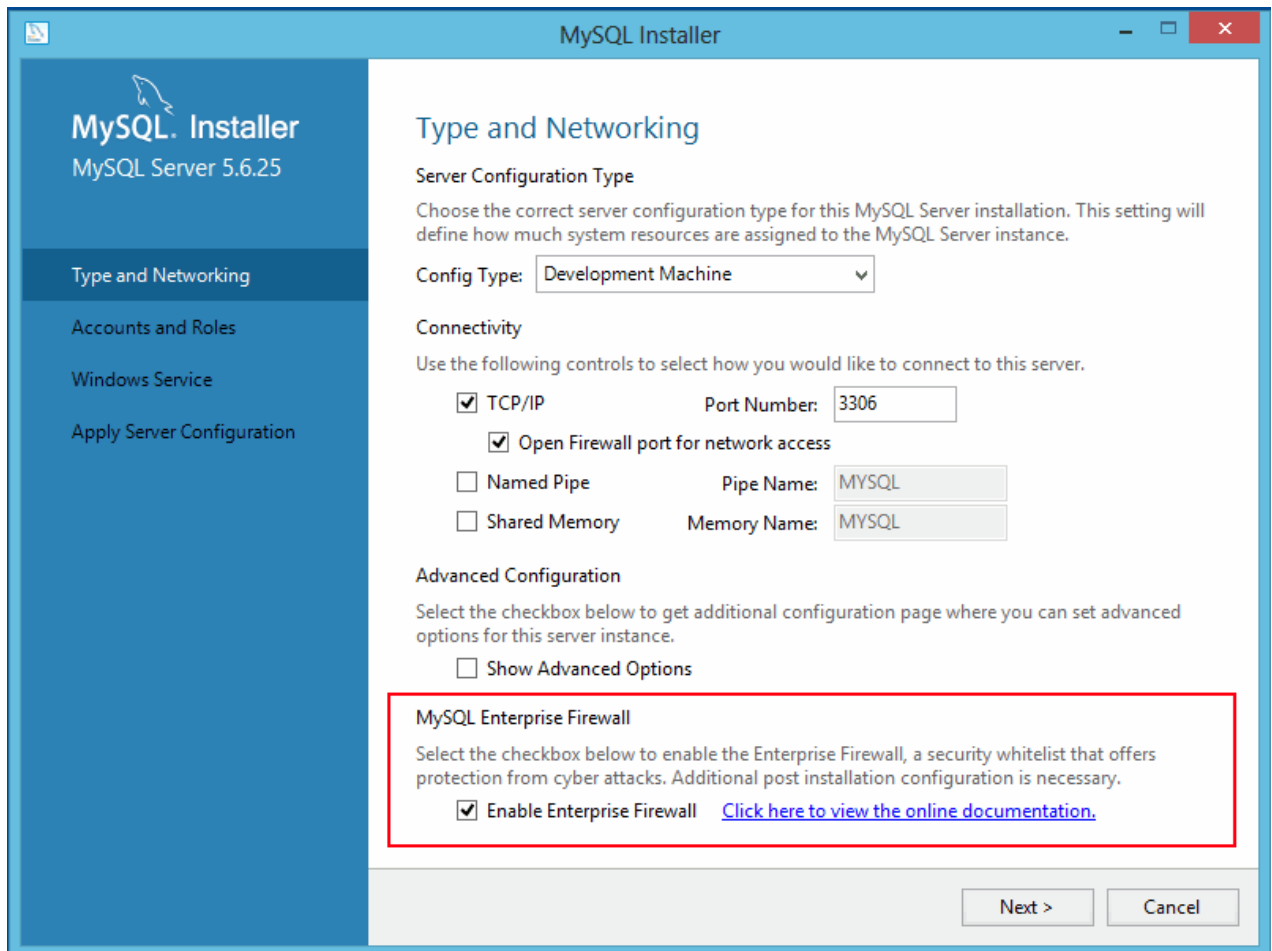 MySQL Installer
MySQL. Installer
MySQL Server 5.6.25
Type and Networking
Accounts and Roles
Windows Service
Apply Server Configuration
Type and Networking
Server Configuration Type
Choose the correct server configuration type for this MySQL Server installation. This setting will
define how much system resources are assigned to the MySQL Server instance.
Config Type: Development Machine
Connectivity
Use the following controls to select how you would like to connect to this server.
TCP/IP Port Number: 3306
Open Firewall port for network access
Named Pipe Pipe Name: MYSQL
Shared Memory Memory Name: MYSQL
Advanced Configuration
Select the checkbox below to get additional configuration page where you can set advanced
options for this server instance.
Show Advanced Options
MySQL Enterprise Firewall
Select the checkbox below to enable the Enterprise Firewall, a security whitelist that offers
protection from cyber attacks. Additional post installation configuration is necessary.
Enable Enterprise Firewall Click here to view the online documentation.
Next > Cancel